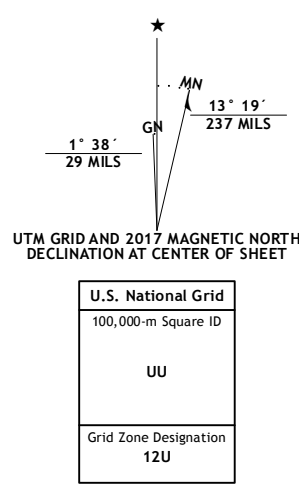 ★
MN
GN
13° 19´
237 MILS
1° 38´
29 MILS
UTM GRID AND 2017 MAGNETIC NORTH
DECLINATION AT CENTER OF SHEET
U.S. National Grid
100,000-m Square ID
UU
Grid Zone Designation
12U